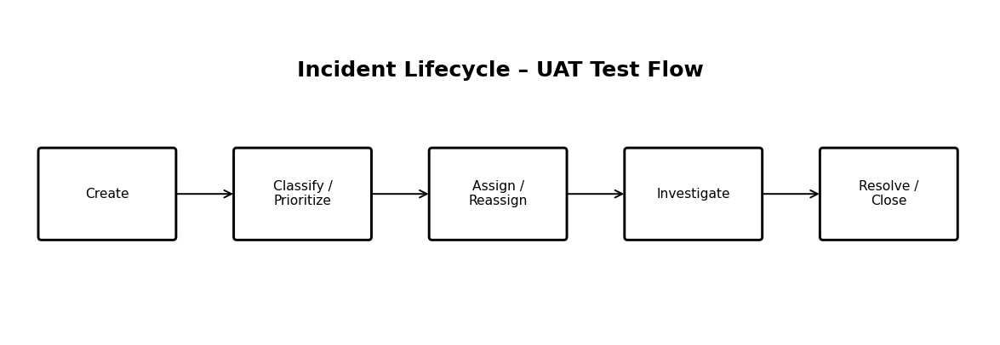 Incident Lifecycle – UAT Test Flow
Create
Classify /
Prioritize
Assign /
Reassign
Investigate
Resolve /
Close